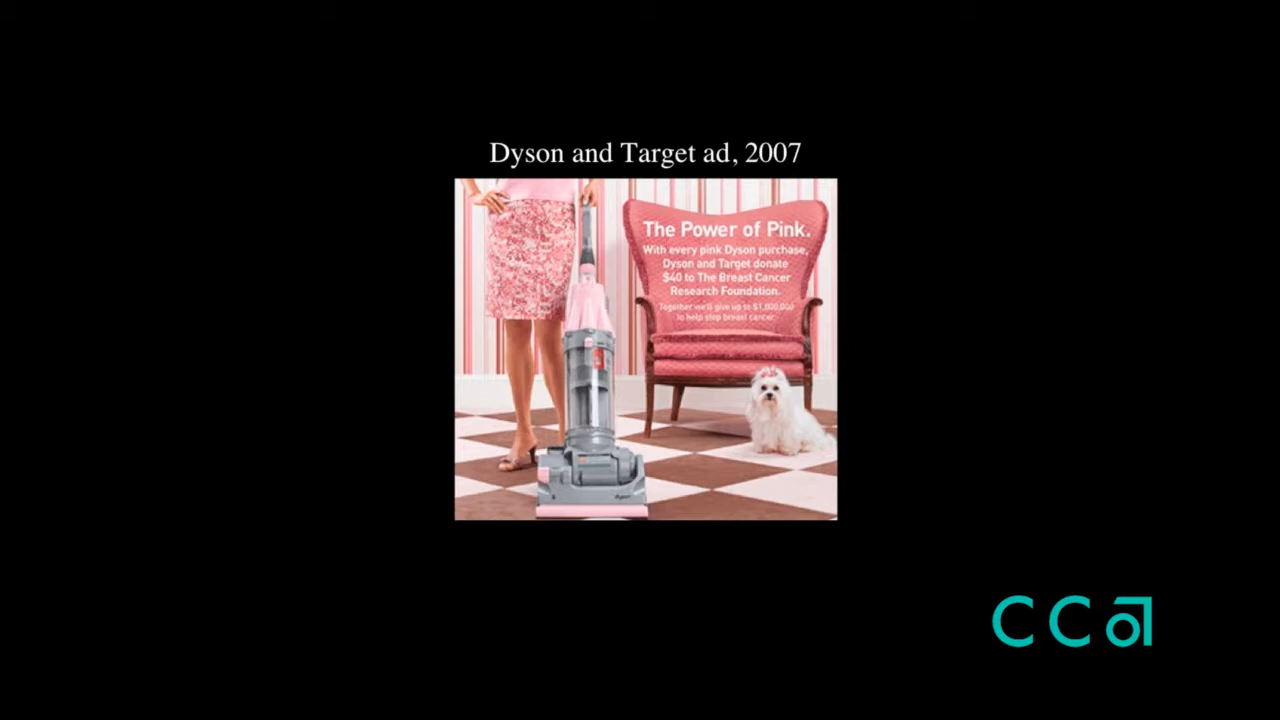 Dyson and Target ad, 2007
The Power of Pink.
With every pink Dyson purchase,
Dyson and Target donate
$40 to The Breast Cancer
Research Foundation.
Together we'll give up to $1,000,000
to help stop breast cancer.
dyson
CCA